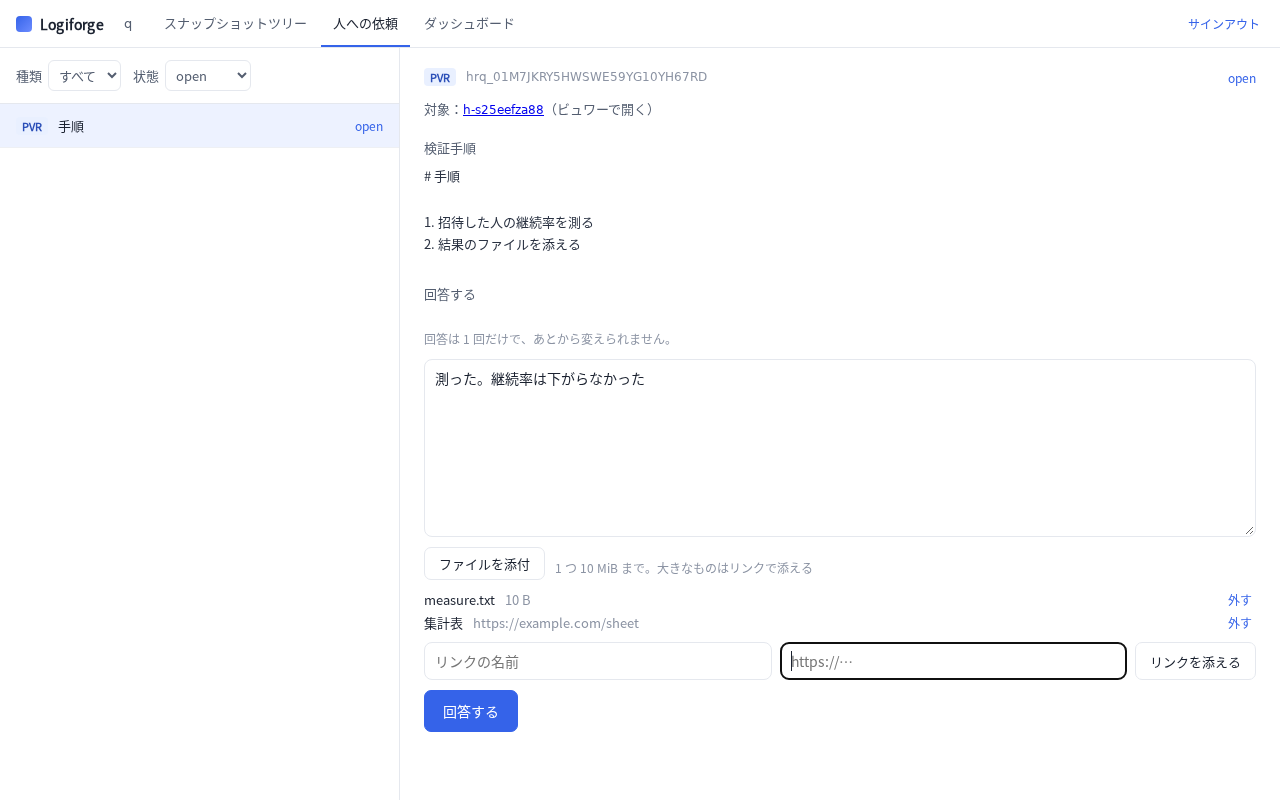 Logiforge q スナップショットツリー 人への依頼 ダッシュボード サインアウト
種類 すべて 状態 open
PVR 手順 open
PVR hrq_01M7JKRY5HWSWE59YG10YH67RD open
対象：h-s25eefza88（ビュワーで開く）
検証手順
# 手順
1. 招待した人の継続率を測る
2. 結果のファイルを添える
回答する
回答は 1 回だけで、あとから変えられません。
測った。継続率は下がらなかった
ファイルを添付 1 つ 10 MiB まで。大きなものはリンクで添える
measure.txt 10 B 外す
集計表 https://example.com/sheet 外す
リンクの名前 https://… リンクを添える
回答する